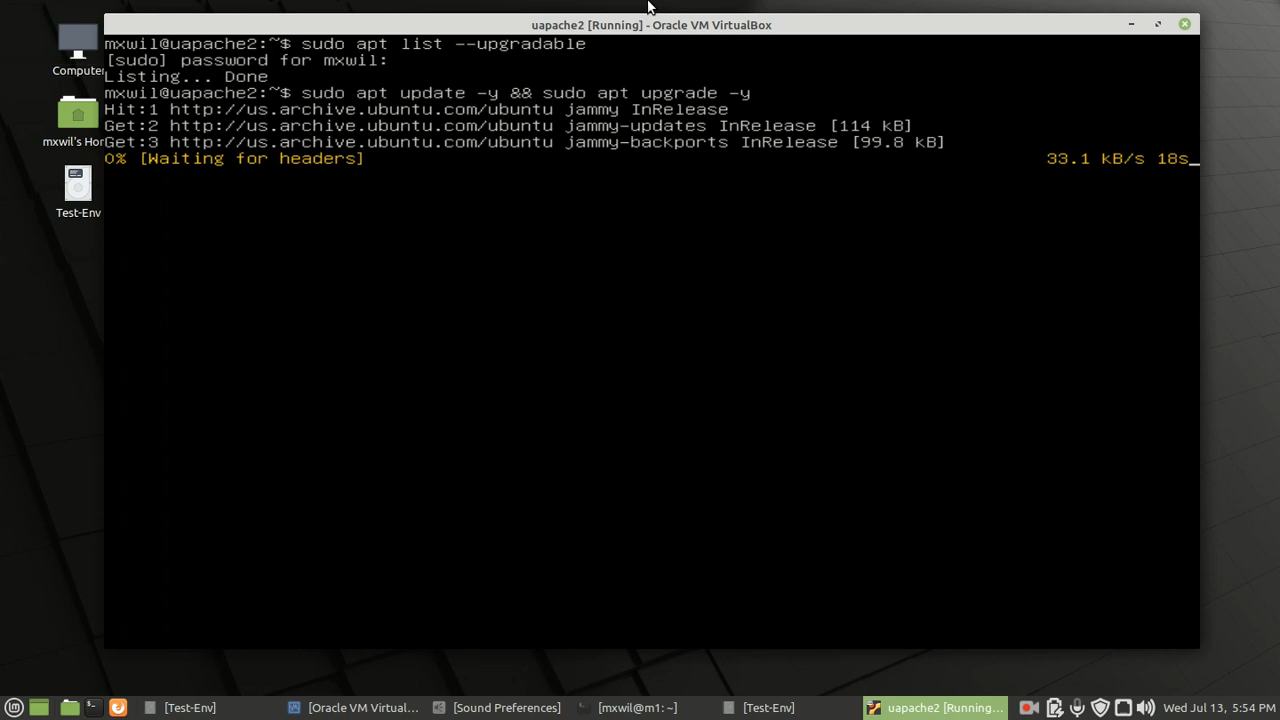 uapache2 [Running] - Oracle VM VirtualBox
mxwil@uapache2:~$ sudo apt list --upgradable
[sudo] password for mxwil:
Listing... Done
mxwil@uapache2:~$ sudo apt update -y && sudo apt upgrade -y
Hit:1 http://us.archive.ubuntu.com/ubuntu jammy InRelease
Get:2 http://us.archive.ubuntu.com/ubuntu jammy-updates InRelease [114 kB]
Get:3 http://us.archive.ubuntu.com/ubuntu jammy-backports InRelease [99.8 kB]
0% [Waiting for headers] 33.1 kB/s 18s
Computer
mxwil's Hom
Test-Env
[Test-Env] [Oracle VM Virtual... [Sound Preferences] [mxwil@m1: ~] [Test-Env] uapache2 [Running... Wed Jul 13, 5:54 PM